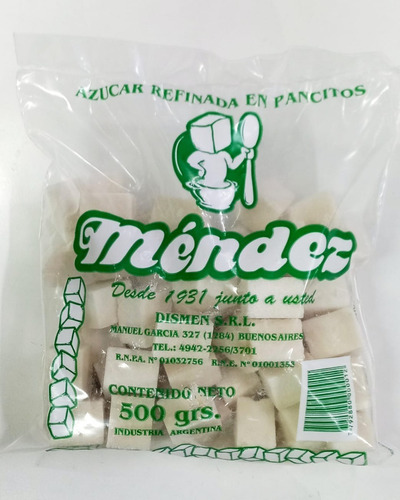 AZUCAR REFINADA EN PANCITOS
Méndez
Desde 1931 junto a usted
DISMEN S.R.L.
MANUEL GARCIA 327 (1284) BUENOS AIRES
TEL.: 4942-2256/3701
R.N.P.A. Nº 01032756 R.N.E. Nº 01001353
CONTENIDO NETO
500 grs.
INDUSTRIA ARGENTINA